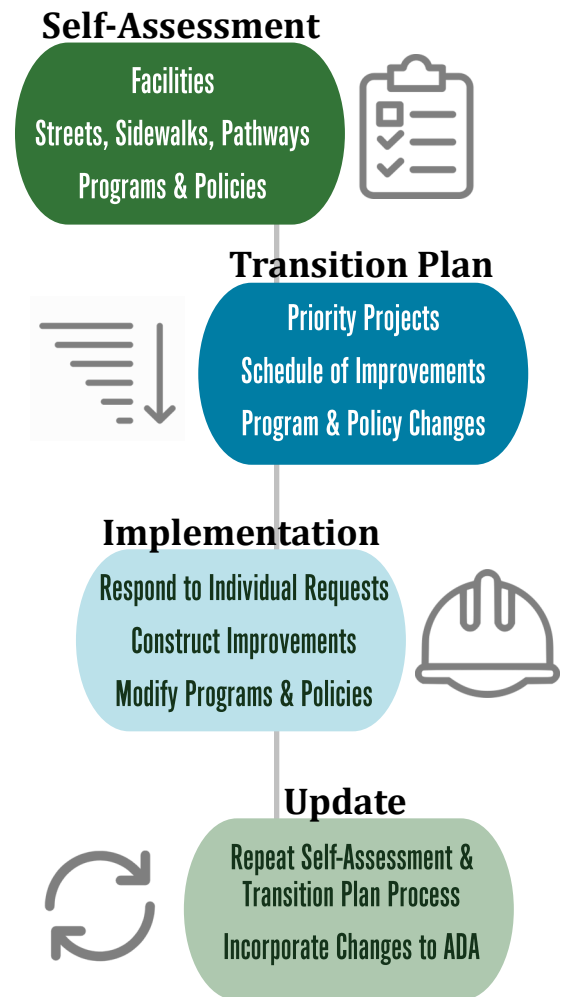 Self-Assessment
Facilities
Streets, Sidewalks, Pathways
Programs & Policies
Transition Plan
Priority Projects
Schedule of Improvements
Program & Policy Changes
Implementation
Respond to Individual Requests
Construct Improvements
Modify Programs & Policies
Update
Repeat Self-Assessment &
Transition Plan Process
Incorporate Changes to ADA